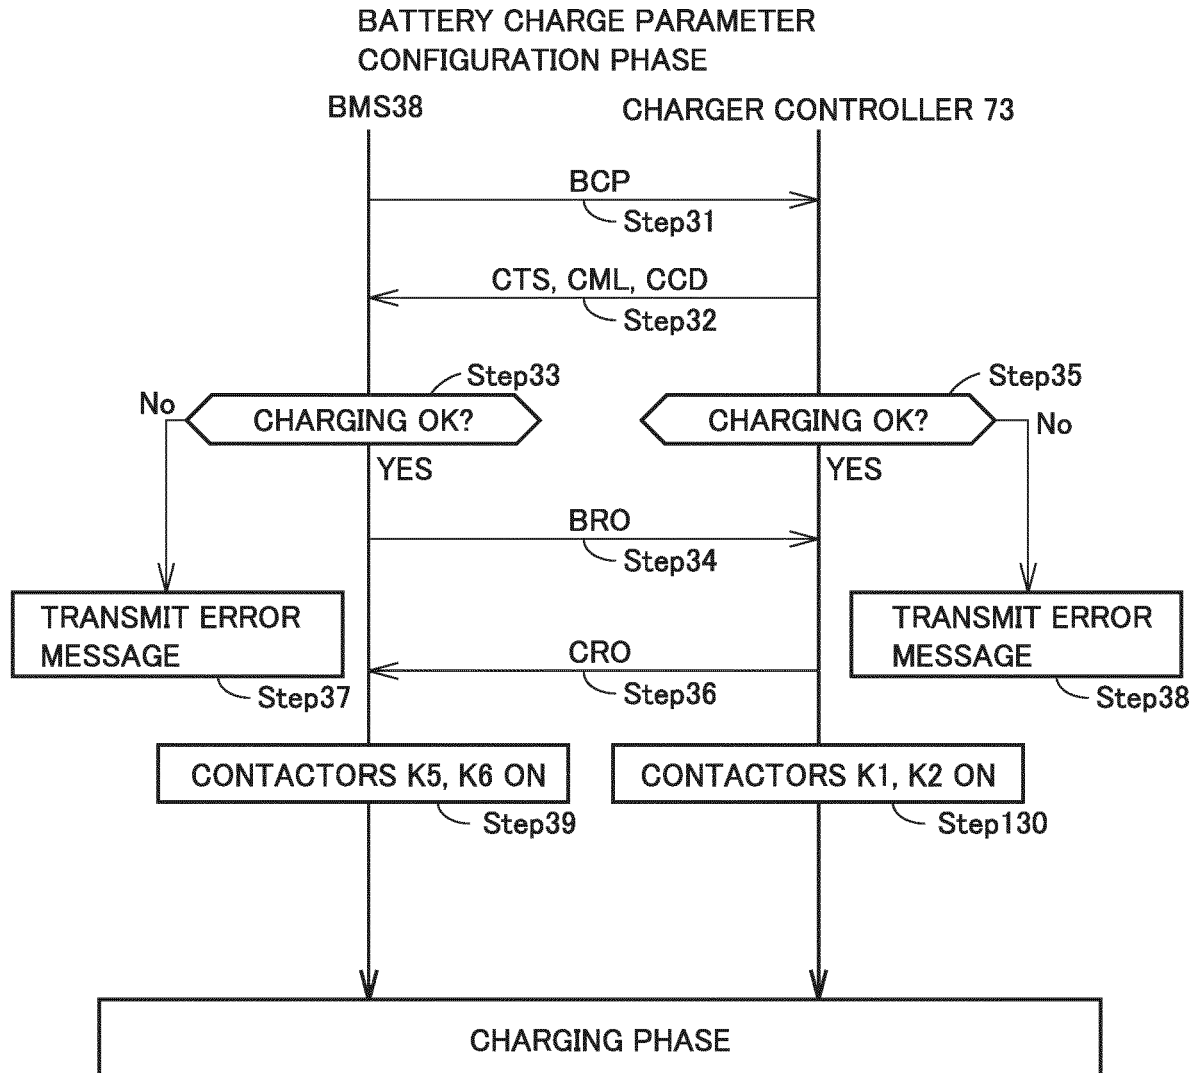 BATTERY CHARGE PARAMETER
CONFIGURATION PHASE
BMS38
CHARGER CONTROLLER 73
BCP
Step31
CTS, CML, CCD
Step32
Step33
Step35
No
CHARGING OK?
CHARGING OK?
No
YES
YES
BRO
Step34
TRANSMIT ERROR
MESSAGE
Step37
TRANSMIT ERROR
MESSAGE
Step38
CRO
Step36
CONTACTORS K5, K6 ON
Step39
CONTACTORS K1, K2 ON
Step130
CHARGING PHASE